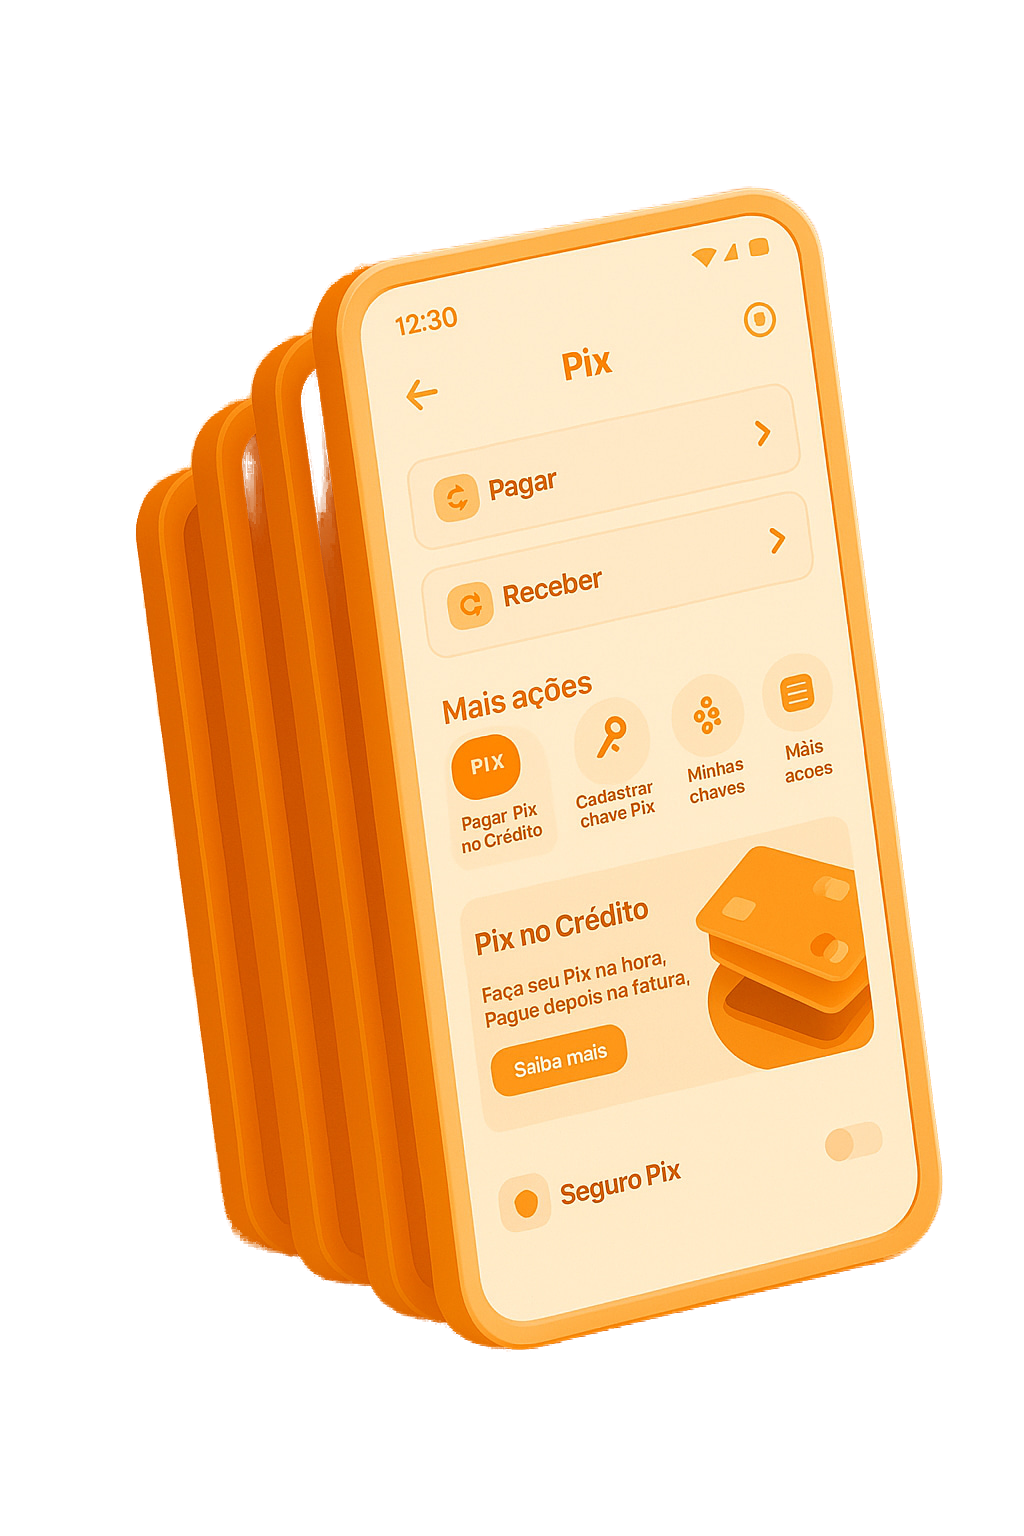 12:30
Pix
Pagar
Receber
Mais ações
PIX
Pagar Pix
no Crédito
Cadastrar
chave Pix
Minhas
chaves
Màis
acoes
Pix no Crédito
Faça seu Pix na hora,
Pague depois na fatura,
Saiba mais
Seguro Pix